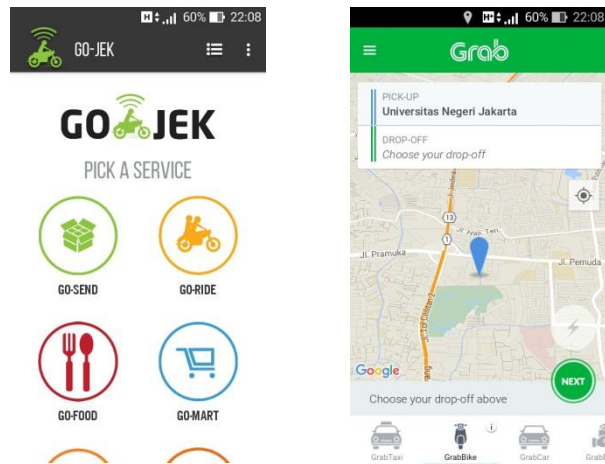 60% 22:08
GO-JEK
GO JEK
PICK A SERVICE
GO-SEND
GO-RIDE
GO-FOOD
GO-MART
60% 22:08
Grab
PICK-UP
Universitas Negeri Jakarta
DROP-OFF
Choose your drop-off
13
1
Jl. Pramuka
Jl. Pemuda
Google
NEXT
Choose your drop-off above
GrabTaxi
GrabBike
GrabCar